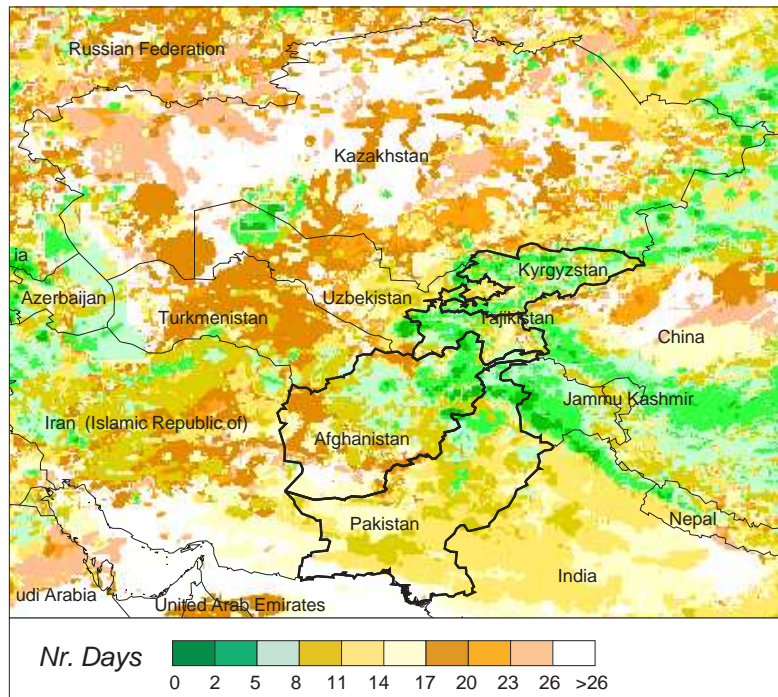 Russian Federation
Kazakhstan
ia
Kyrgyzstan
Azerbaijan
Uzbekistan
Turkmenistan
Tajikistan
China
Jammu Kashmir
Iran (Islamic Republic of)
Afghanistan
Pakistan
Nepal
India
udi Arabia
United Arab Emirates
Nr. Days
0 2 5 8 11 14 17 20 23 26 >26